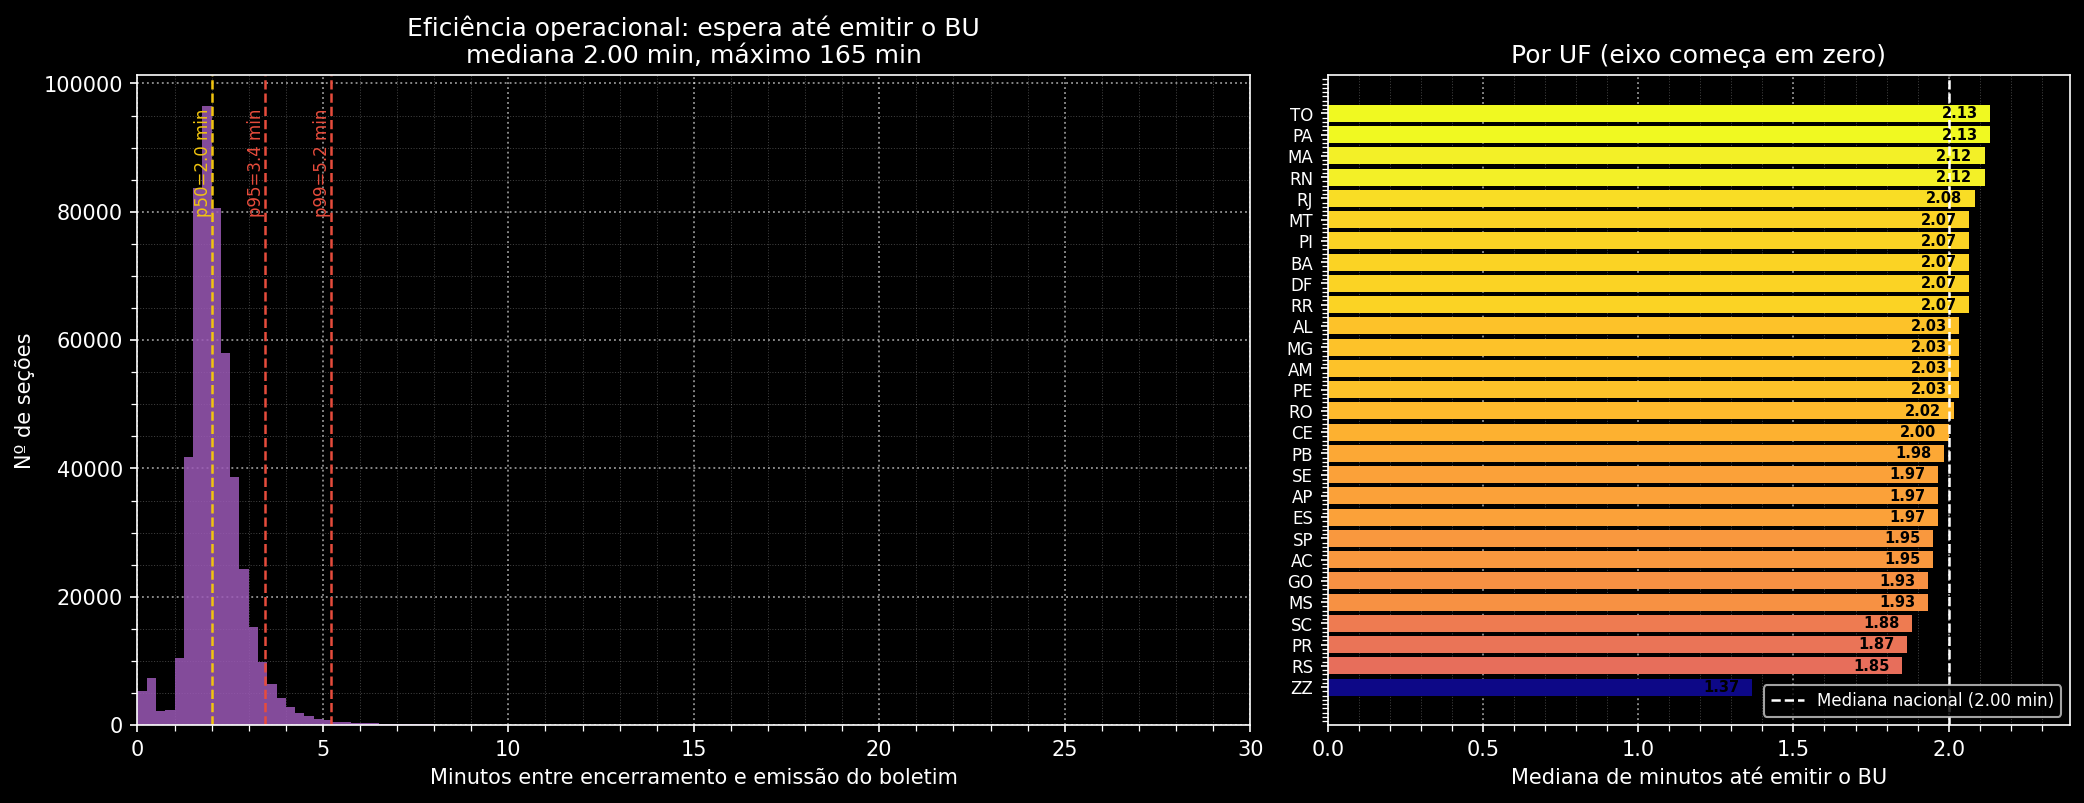 Eficiência operacional: espera até emitir o BU
mediana 2.00 min, máximo 165 min
Nº de seções
100000
80000
60000
40000
20000
0
p50=2.0 min
p95=3.4 min
p99=5.2 min
0 5 10 15 20 25 30
Minutos entre encerramento e emissão do boletim
Por UF (eixo começa em zero)
TO 2.13
PA 2.13
MA 2.12
RN 2.12
RJ 2.08
MT 2.07
PI 2.07
BA 2.07
DF 2.07
RR 2.07
AL 2.03
MG 2.03
AM 2.03
PE 2.03
RO 2.02
CE 2.00
PB 1.98
SE 1.97
AP 1.97
ES 1.97
SP 1.95
AC 1.95
GO 1.93
MS 1.93
SC 1.88
PR 1.87
RS 1.85
ZZ 1.37
Mediana nacional (2.00 min)
0.0 0.5 1.0 1.5 2.0
Mediana de minutos até emitir o BU